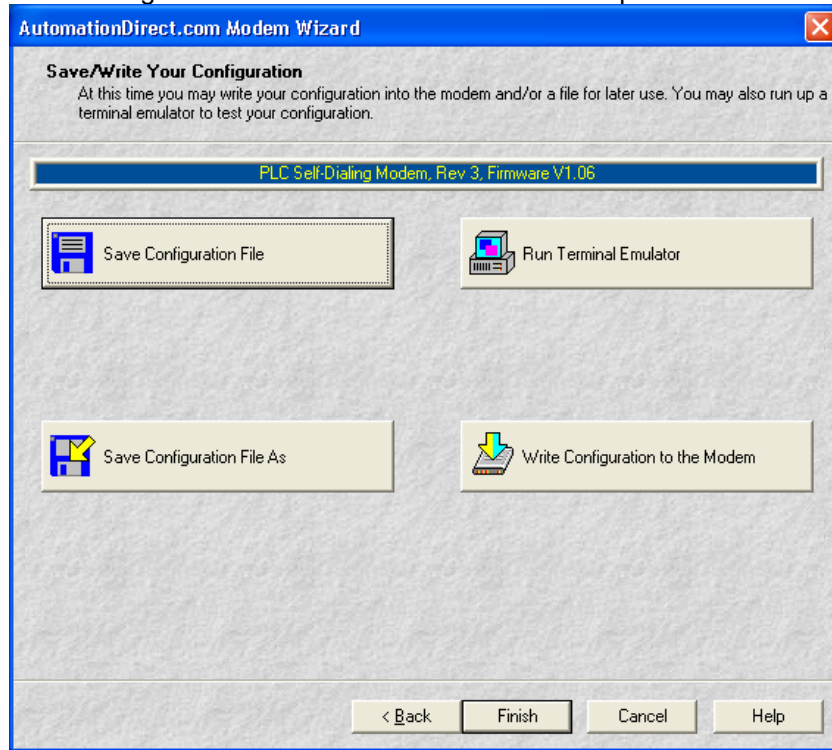 AutomationDirect.com Modem Wizard
Save/Write Your Configuration
At this time you may write your configuration into the modem and/or a file for later use. You may also run up a
terminal emulator to test your configuration.
PLC Self-Dialing Modem, Rev 3, Firmware V1.06
Save Configuration File
Run Terminal Emulator
Save Configuration File As
Write Configuration to the Modem
< Back
Finish
Cancel
Help